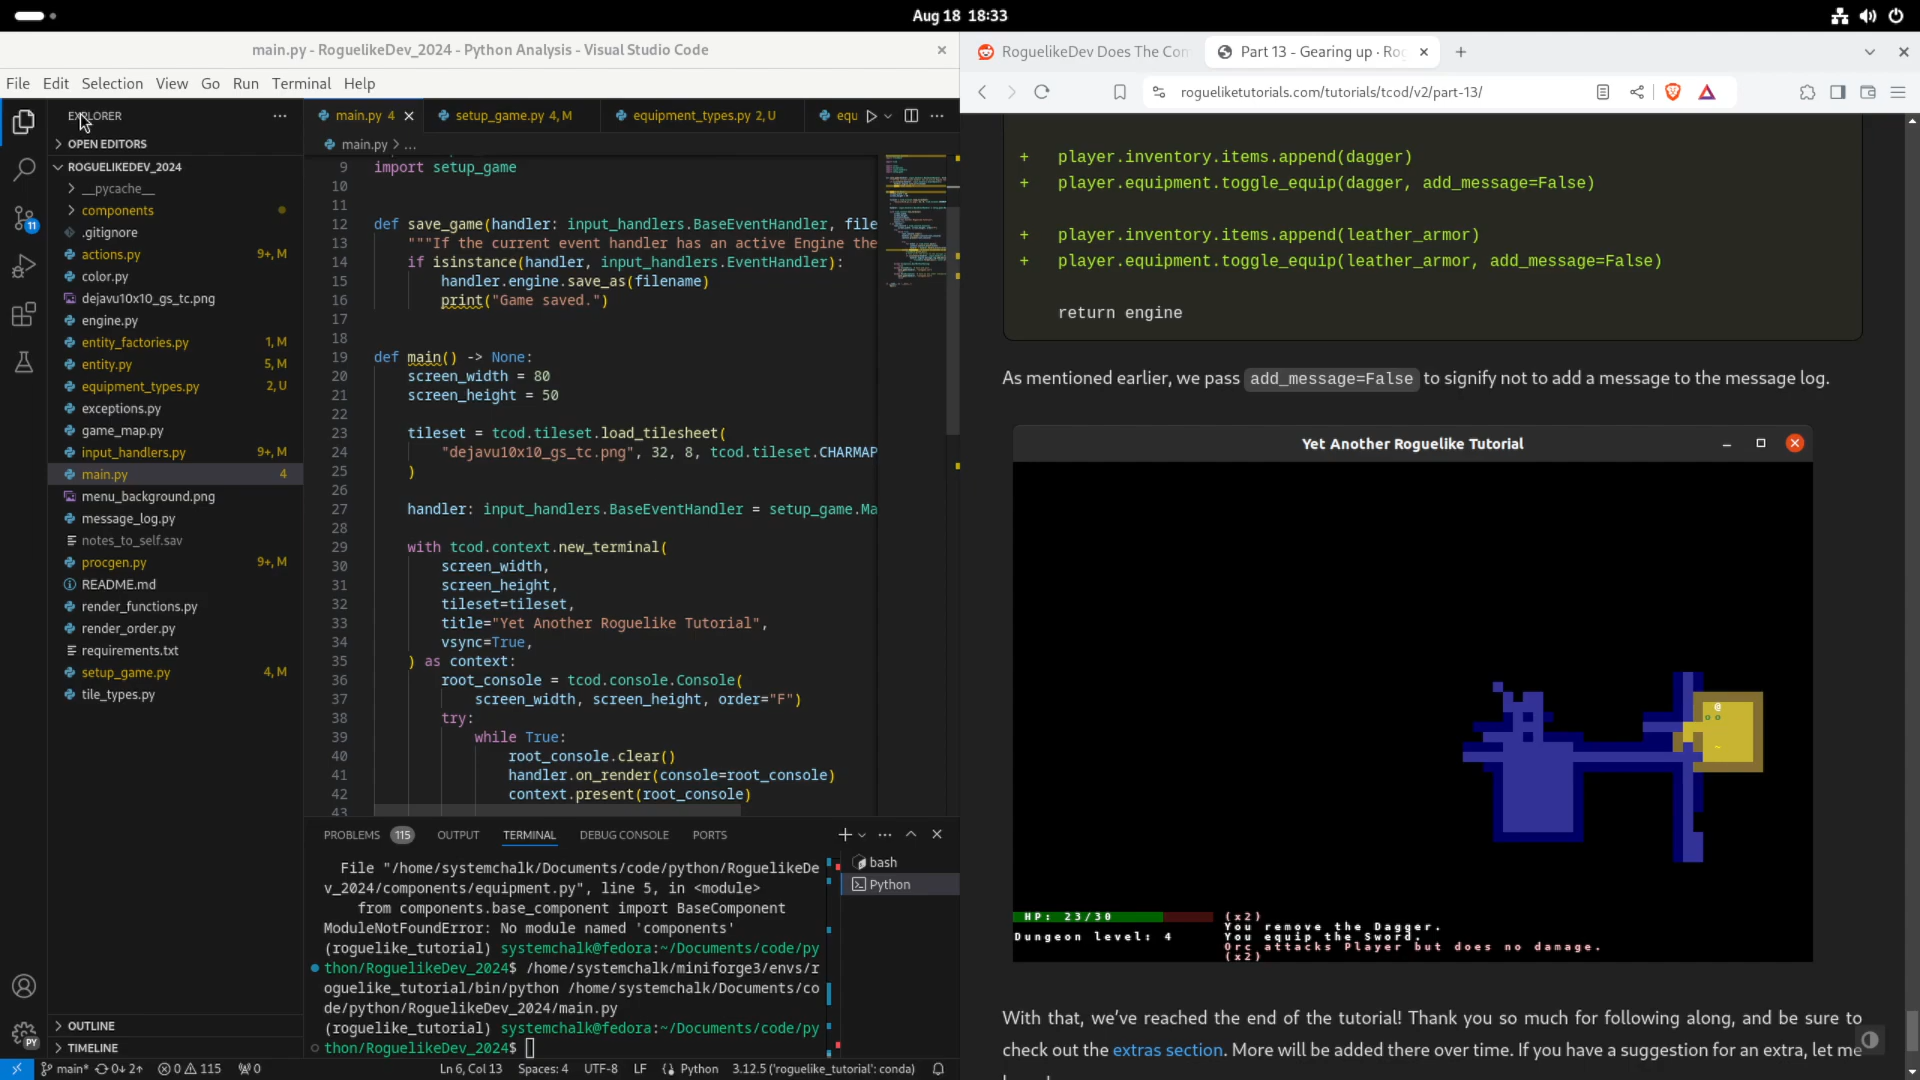 Aug 18 18:33
main.py - RoguelikeDev_2024 - Python Analysis - Visual Studio Code
File Edit Selection View Go Run Terminal Help
EXPLORER
OPEN EDITORS
ROGUELIKEDEV_2024
__pycache__
components
.gitignore
actions.py 9+, M
color.py
dejavu10x10_gs_tc.png
engine.py
entity_factories.py 1, M
entity.py 5, M
equipment_types.py 2, U
exceptions.py
game_map.py
input_handlers.py 9+, M
main.py 4
menu_background.png
message_log.py
notes_to_self.sav
procgen.py 9+, M
README.md
render_functions.py
render_order.py
requirements.txt
setup_game.py 4, M
tile_types.py
OUTLINE
TIMELINE
11
PY
main.py 4 setup_game.py 4, M equipment_types.py 2, U equ
main.py > ...
9 import setup_game
10
11
12 def save_game(handler: input_handlers.BaseEventHandler, file
13 """If the current event handler has an active Engine the
14 if isinstance(handler, input_handlers.EventHandler):
15 handler.engine.save_as(filename)
16 print("Game saved.")
17
18
19 def main() -> None:
20 screen_width = 80
21 screen_height = 50
22
23 tileset = tcod.tileset.load_tilesheet(
24 "dejavu10x10_gs_tc.png", 32, 8, tcod.tileset.CHARMAP
25 )
26
27 handler: input_handlers.BaseEventHandler = setup_game.Ma
28
29 with tcod.context.new_terminal(
30 screen_width,
31 screen_height,
32 tileset=tileset,
33 title="Yet Another Roguelike Tutorial",
34 vsync=True,
35 ) as context:
36 root_console = tcod.console.Console(
37 screen_width, screen_height, order="F")
38 try:
39 while True:
40 root_console.clear()
41 handler.on_render(console=root_console)
42 context.present(root_console)
43
PROBLEMS 115 OUTPUT TERMINAL DEBUG CONSOLE PORTS
File "/home/systemchalk/Documents/code/python/RoguelikeDe
v_2024/components/equipment.py", line 5, in <module>
from components.base_component import BaseComponent
ModuleNotFoundError: No module named 'components'
(roguelike_tutorial) systemchalk@fedora:~/Documents/code/py
thon/RoguelikeDev_2024$ /home/systemchalk/miniforge3/envs/r
oguelike_tutorial/bin/python /home/systemchalk/Documents/co
de/python/RoguelikeDev_2024/main.py
(roguelike_tutorial) systemchalk@fedora:~/Documents/code/py
thon/RoguelikeDev_2024$
bash
Python
main* 0↓ 2↑ 0 115 0 Ln 6, Col 13 Spaces: 4 UTF-8 LF Python 3.12.5 ('roguelike_tutorial': conda)
RoguelikeDev Does The Com Part 13 - Gearing up · Rog
rogueliketutorials.com/tutorials/tcod/v2/part-13/
+ player.inventory.items.append(dagger)
+ player.equipment.toggle_equip(dagger, add_message=False)
+ player.inventory.items.append(leather_armor)
+ player.equipment.toggle_equip(leather_armor, add_message=False)
return engine
As mentioned earlier, we pass add_message=False to signify not to add a message to the message log.
Yet Another Roguelike Tutorial
@
o o
~
HP: 23/30
Dungeon level: 4
(x2)
You remove the Dagger.
You equip the Sword.
Orc attacks Player but does no damage.
(x2)
With that, we've reached the end of the tutorial! Thank you so much for following along, and be sure to
check out the extras section. More will be added there over time. If you have a suggestion for an extra, let me